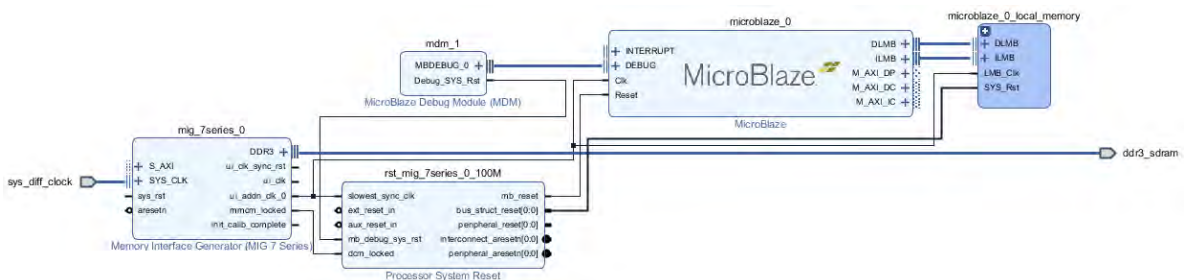 mdm_1
MBDEBUG_0
Debug_SYS_Rst
MicroBlaze Debug Module (MDM)
microblaze_0
INTERRUPT
DEBUG
Clk
Reset
MicroBlaze
DLMB
ILMB
M_AXI_DP
M_AXI_DC
M_AXI_IC
MicroBlaze
microblaze_0_local_memory
DLMB
ILMB
LMB_Clk
SYS_Rst
sys_diff_clock
mig_7series_0
S_AXI
SYS_CLK
sys_rst
aresetn
DDR3
ui_clk_sync_rst
ui_clk
ui_addn_clk_0
mmcm_locked
init_calib_complete
Memory Interface Generator (MIG 7 Series)
rst_mig_7series_0_100M
slowest_sync_clk
ext_reset_in
aux_reset_in
mb_debug_sys_rst
dcm_locked
mb_reset
bus_struct_reset[0:0]
peripheral_reset[0:0]
interconnect_aresetn[0:0]
peripheral_aresetn[0:0]
Processor System Reset
ddr3_sdram